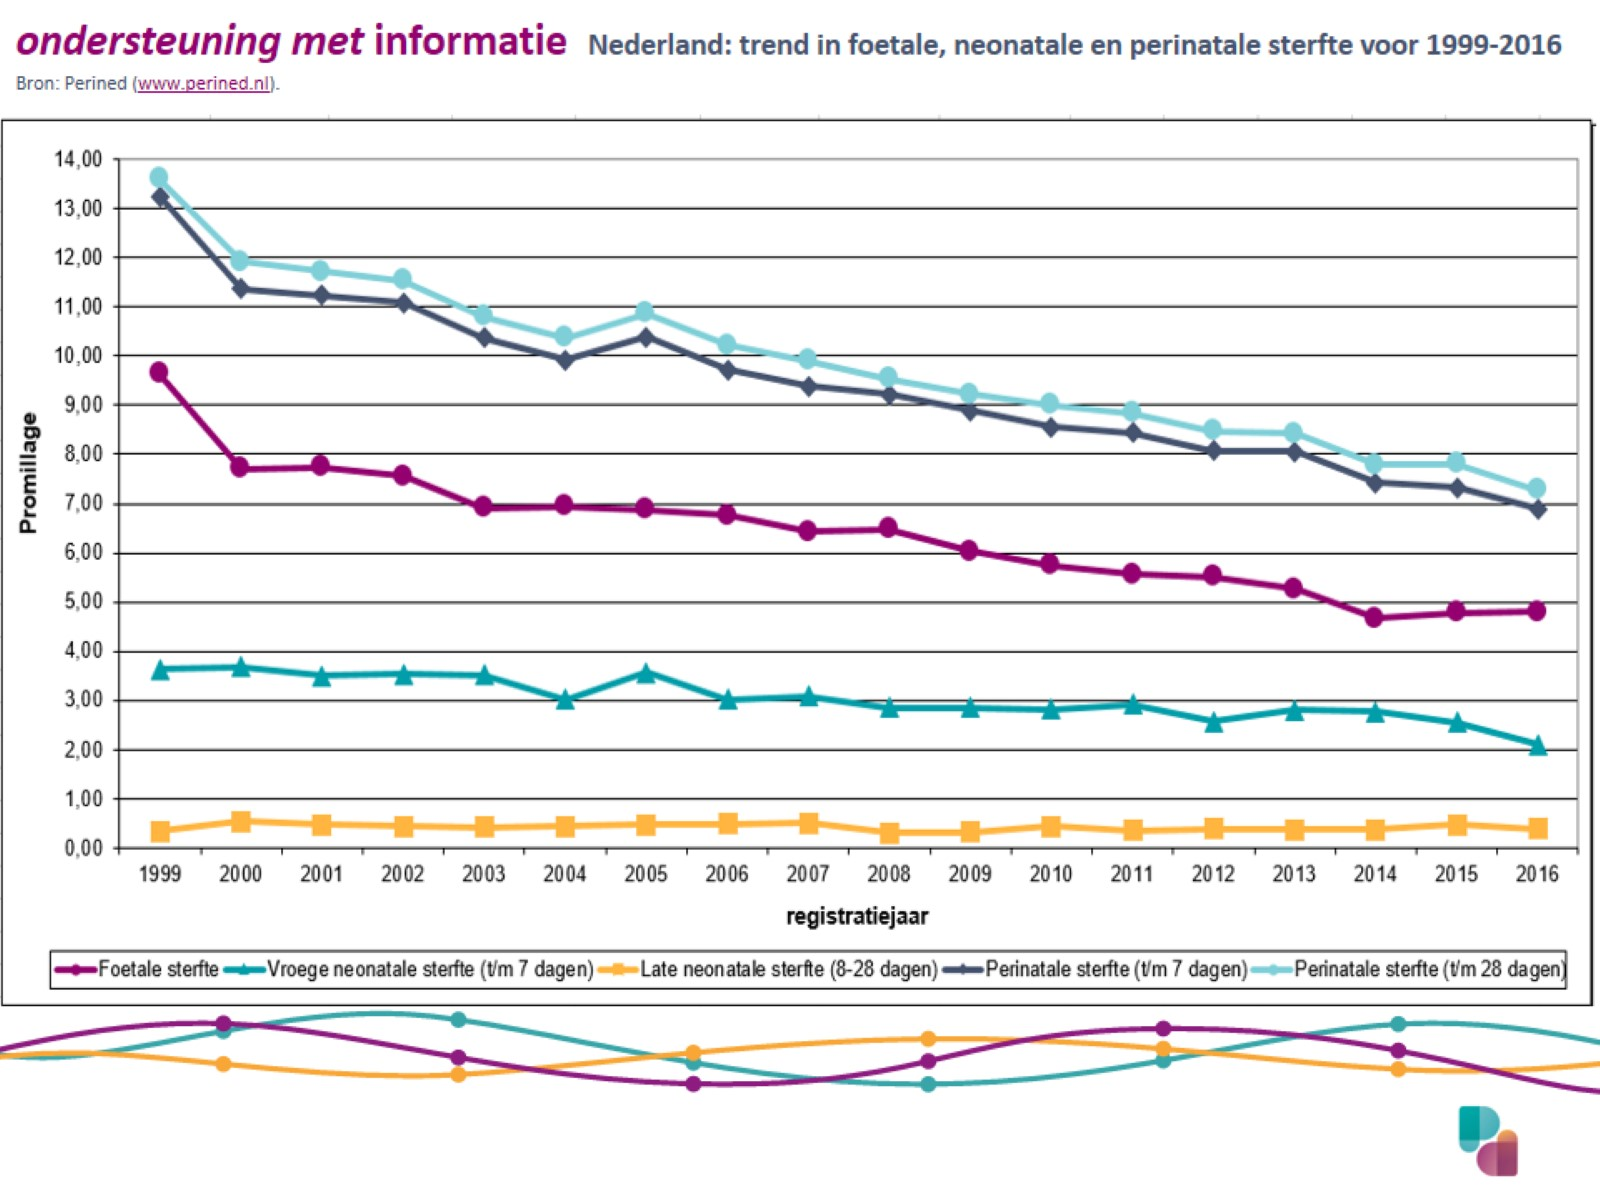 ondersteuning met informatie Nederland: trend in foetale, neonatale en perinatale sterfte voor 1999-2016
Bron: Perined (www.perined.nl).
14,00
13,00
12,00
11,00
10,00
9,00
8,00
7,00
6,00
5,00
4,00
3,00
2,00
1,00
0,00
Promillage
1999 2000 2001 2002 2003 2004 2005 2006 2007 2008 2009 2010 2011 2012 2013 2014 2015 2016
registratiejaar
Foetale sterfte Vroege neonatale sterfte (t/m 7 dagen) Late neonatale sterfte (8-28 dagen) Perinatale sterfte (t/m 7 dagen) Perinatale sterfte (t/m 28 dagen)